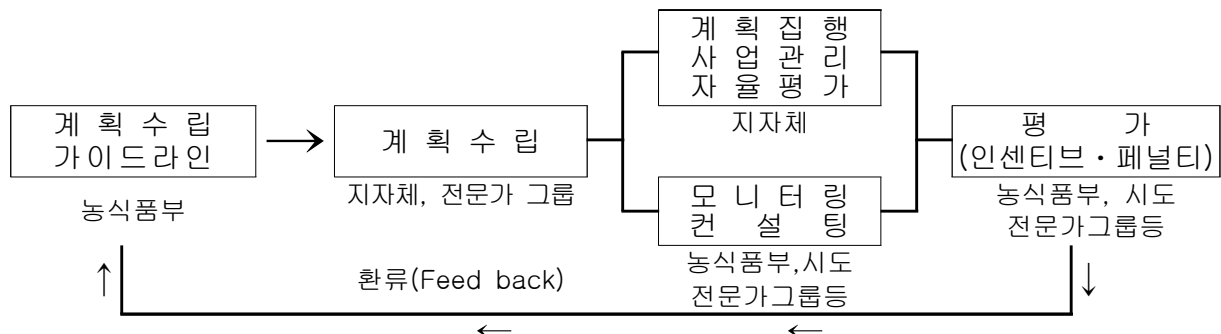 계 획 수 립
가이드라인
농식품부
→
계 획 수 립
지자체, 전문가 그룹
계 획 집 행
사 업 관 리
자 율 평 가
지자체
모 니 터 링
컨 설 팅
농식품부,시도
전문가그룹등
평 가
(인센티브・페널티)
농식품부, 시도
전문가그룹등
↑
환류(Feed back)
↓
← ←